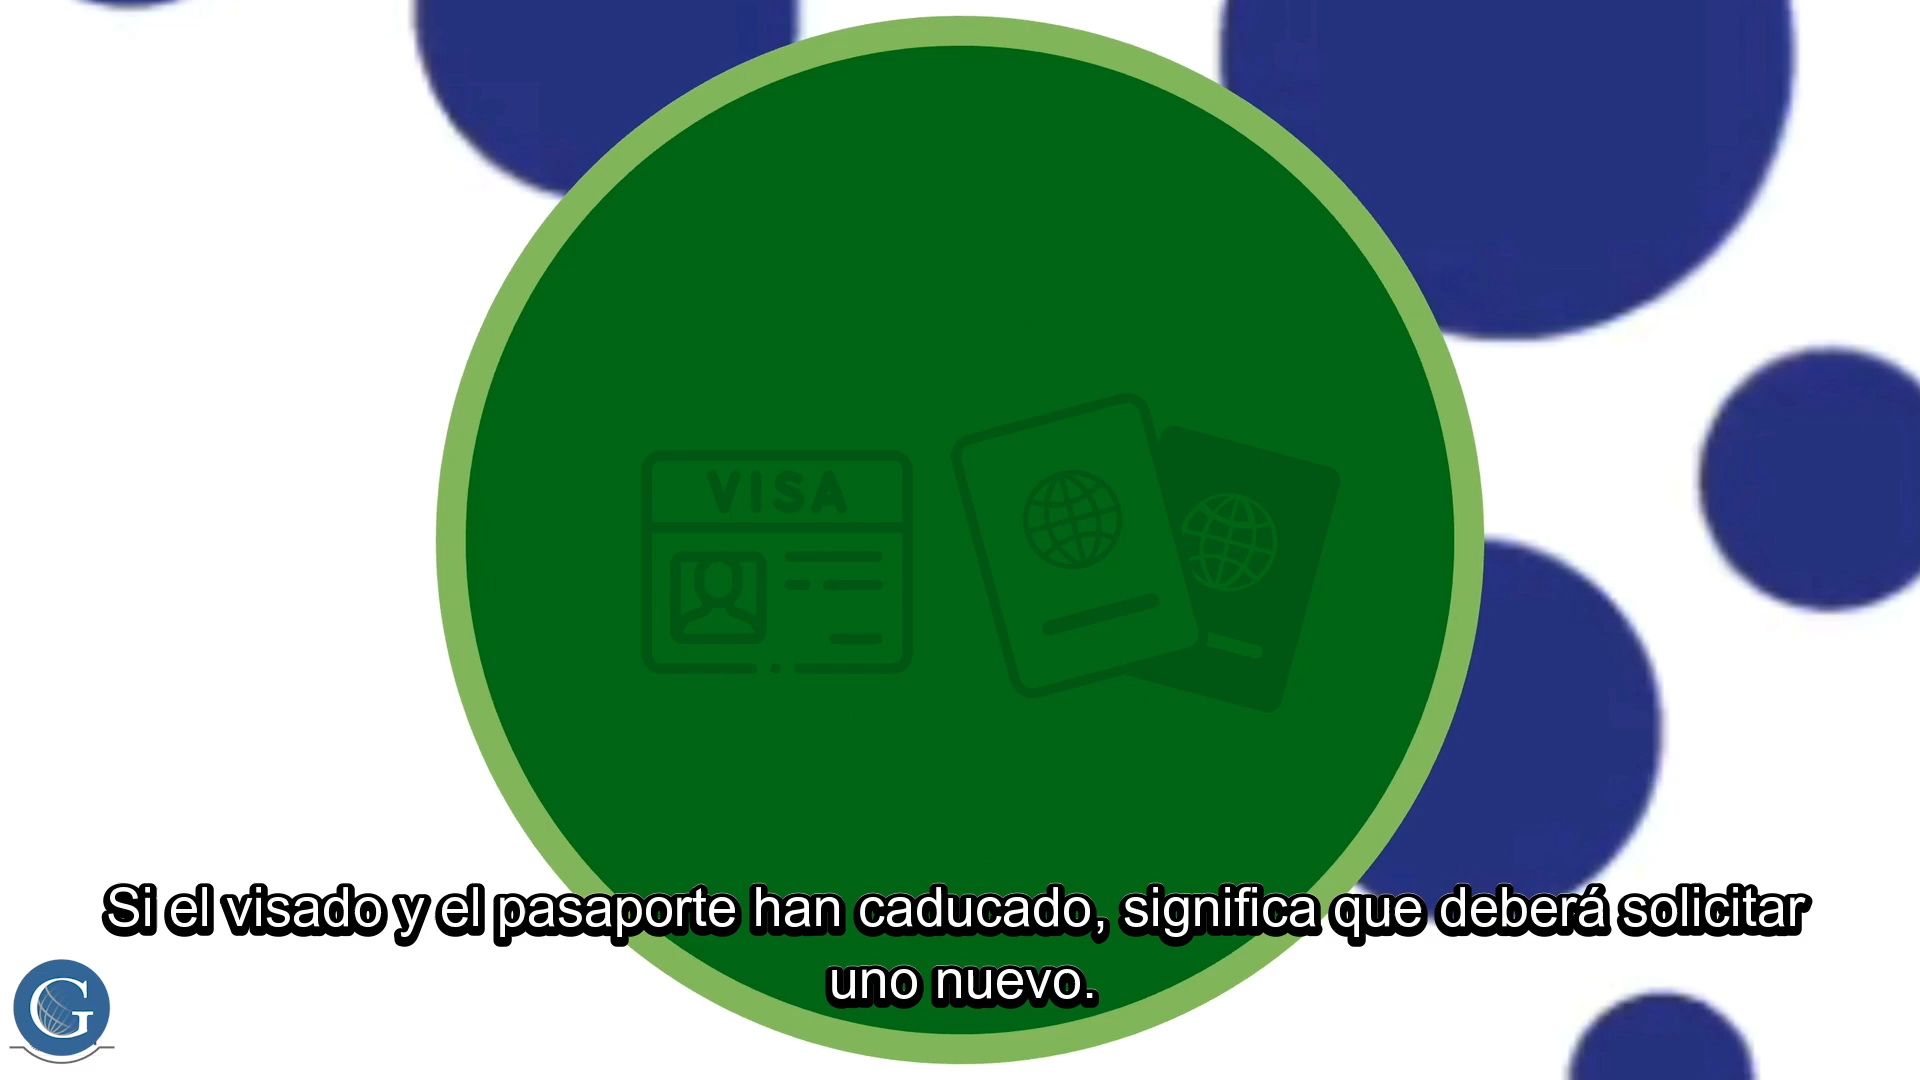 VISA
Si el visado y el pasaporte han caducado, significa que deberá solicitar
uno nuevo.
G